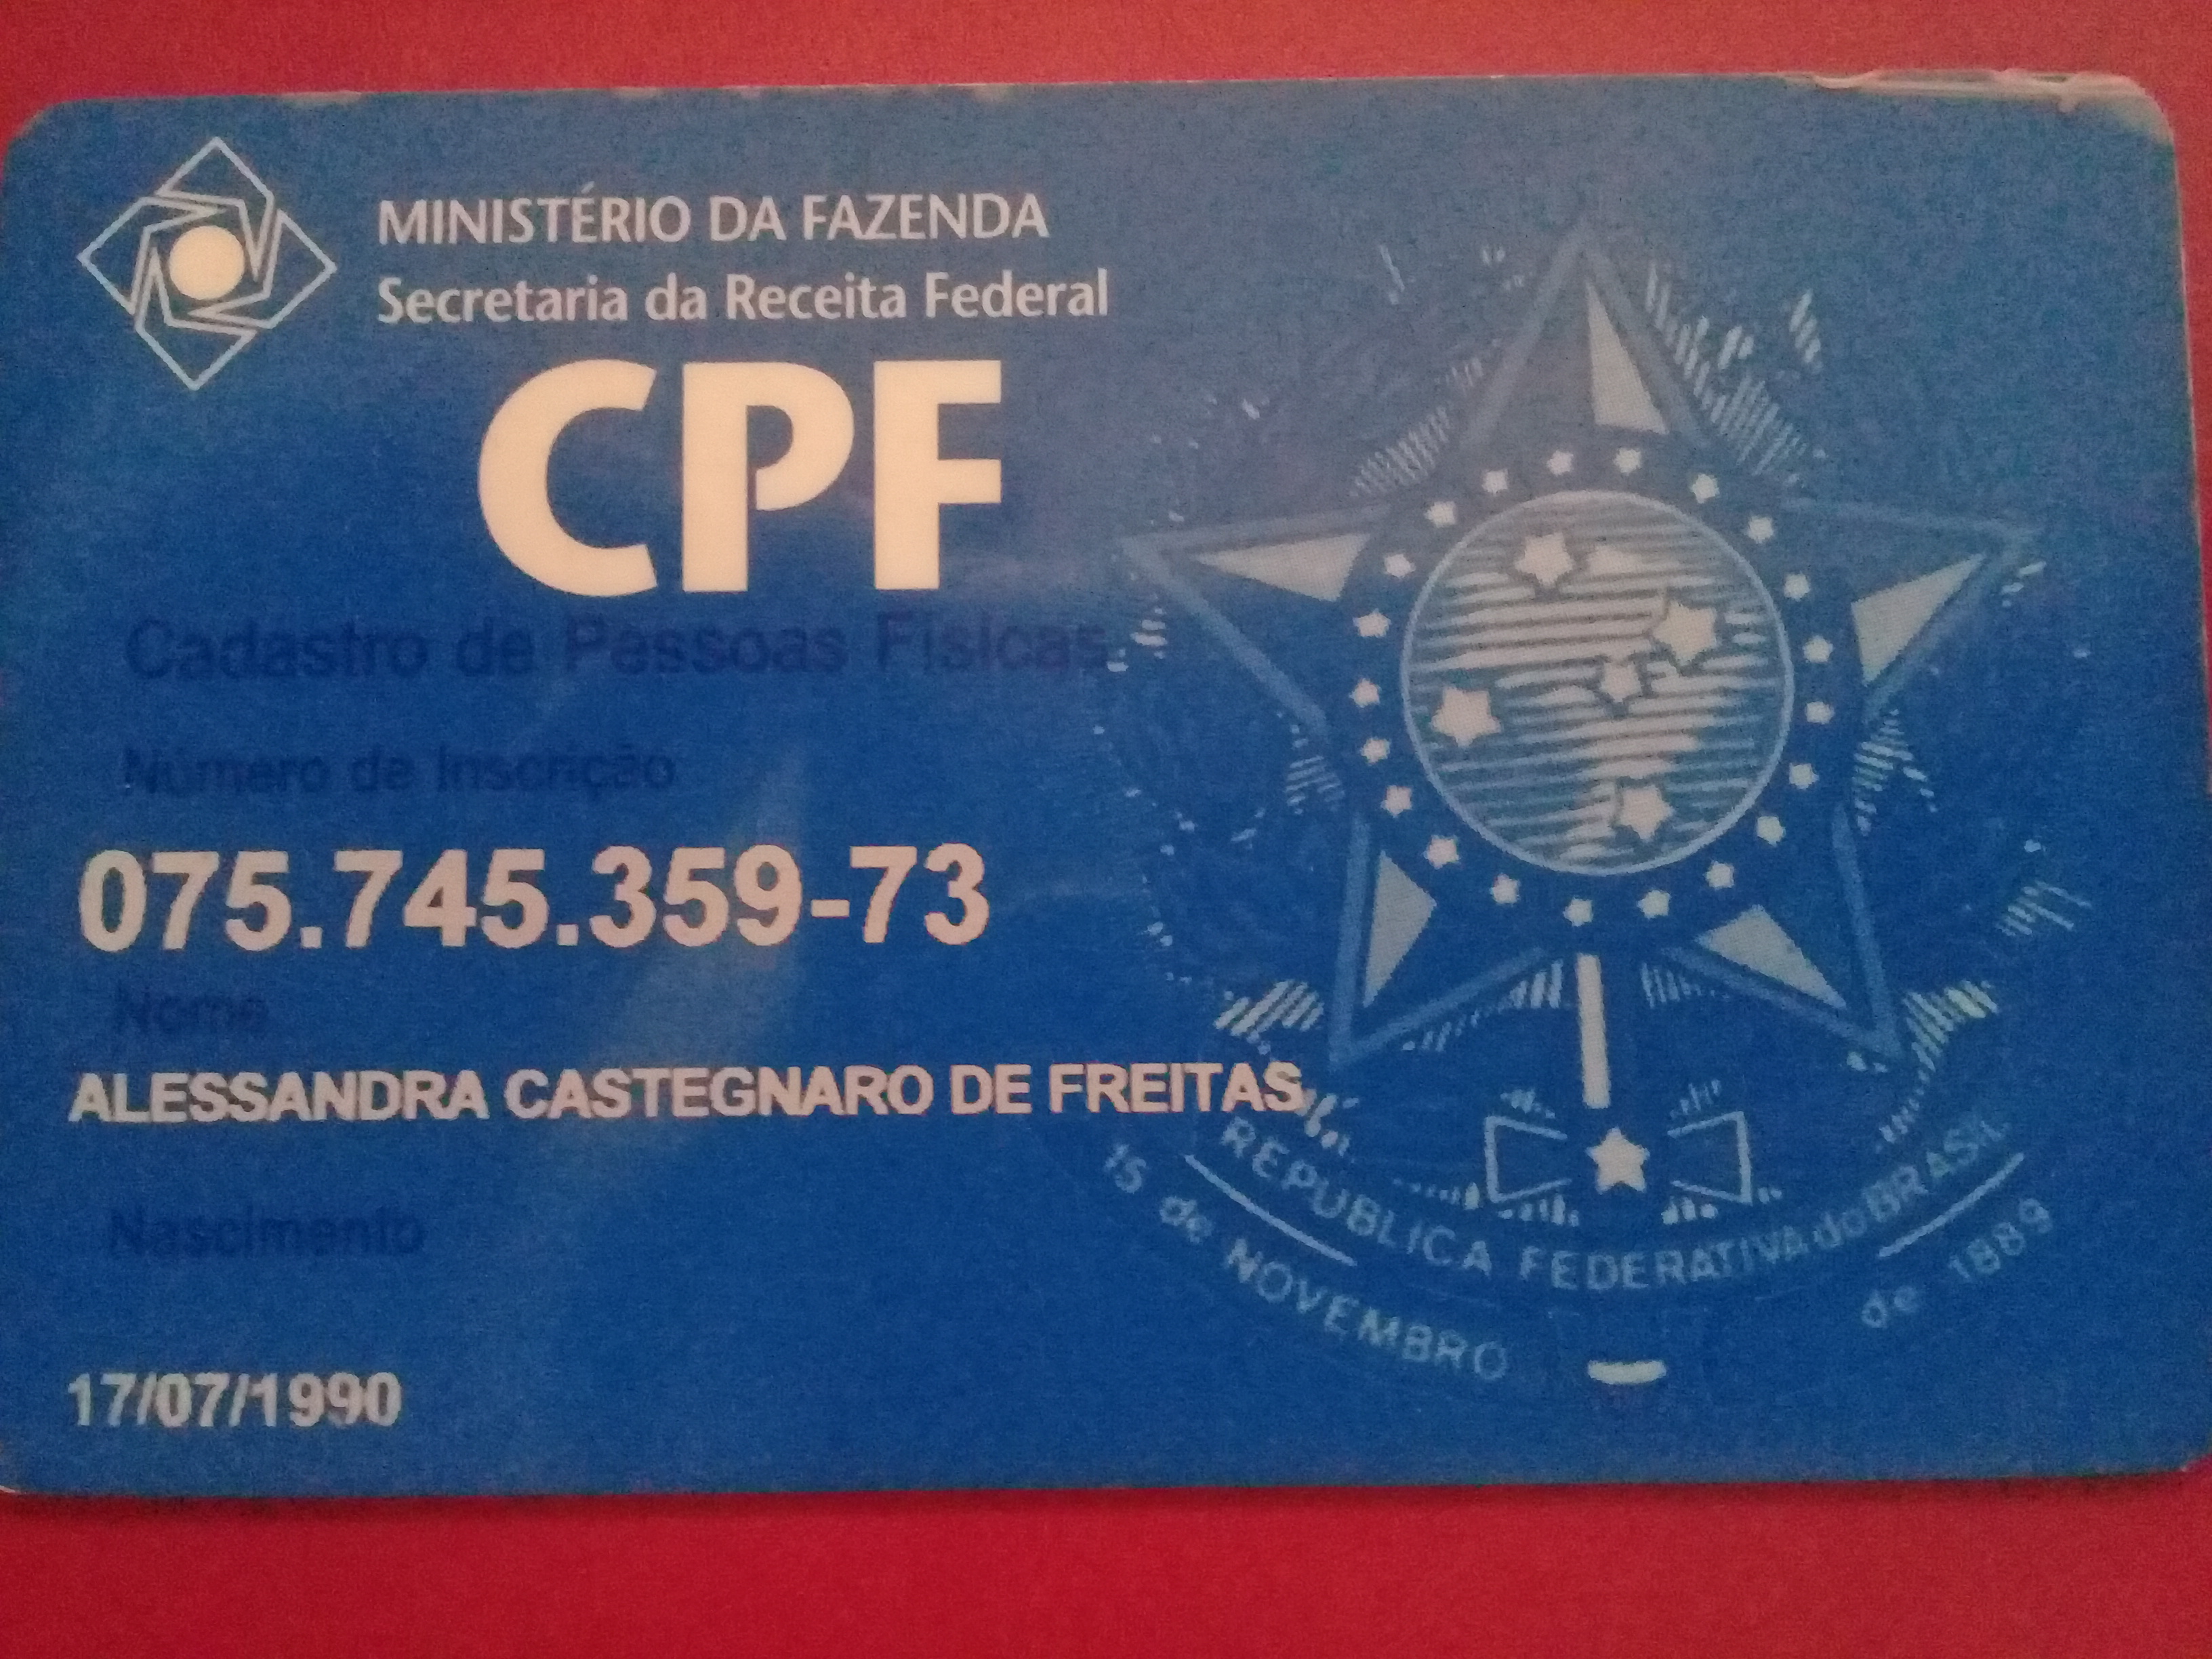 MINISTÉRIO DA FAZENDA
Secretaria da Receita Federal
CPF
Cadastro de Pessoas Físicas
Número de Inscrição
075.745.359-73
Nome
ALESSANDRA CASTEGNARO DE FREITAS
Nascimento
17/07/1990
REPUBLICA FEDERATIVA do BRASIL
15 de NOVEMBRO de 1889